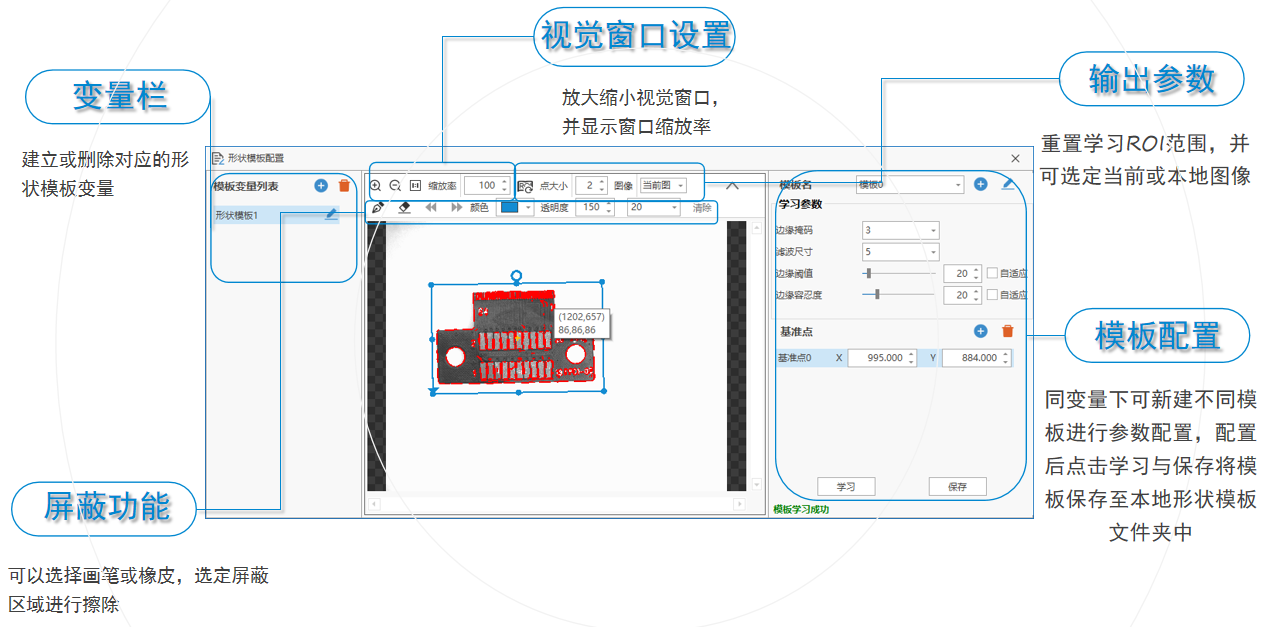 视觉窗口设置
放大缩小视觉窗口，
并显示窗口缩放率
变量栏
建立或删除对应的形
状模板变量
输出参数
重置学习ROI范围，并
可选定当前或本地图像
形状模板配置
模板变量列表
形状模板1
缩放率 100 点大小 2 图像 当前图
颜色 透明度 150 20 清除
(1202,657)
86,86,86
模板名 模板0
学习参数
边缘掩码 3
滤波尺寸 5
边缘阈值 20 自适应
边缘容忍度 20 自适应
基准点
基准点0 X 995.000 Y 884.000
学习 保存
模板学习成功
模板配置
同变量下可新建不同模
板进行参数配置，配置
后点击学习与保存将模
板保存至本地形状模板
文件夹中
屏蔽功能
可以选择画笔或橡皮，选定屏蔽
区域进行擦除